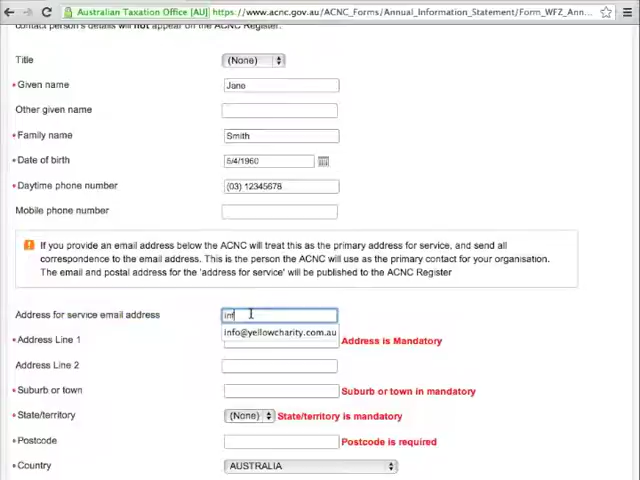 Australian Taxation Office [AU] https://www.acnc.gov.au/ACNC_Forms/Annual_Information_Statement/Form_WFZ_Ann...
contact person's details will not appear on the ACNC Register.
Title (None)
• Given name Jane
Other given name
• Family name Smith
• Date of birth 5/4/1960
• Daytime phone number (03) 12345678
Mobile phone number
If you provide an email address below the ACNC will treat this as the primary address for service, and send all
correspondence to the email address. This is the person the ACNC will use as the primary contact for your organisation.
The email and postal address for the 'address for service' will be published to the ACNC Register
Address for service email address inf
info@yellowcharity.com.au
• Address Line 1 Address is Mandatory
Address Line 2
• Suburb or town Suburb or town in mandatory
• State/territory (None) State/territory is mandatory
• Postcode Postcode is required
• Country AUSTRALIA